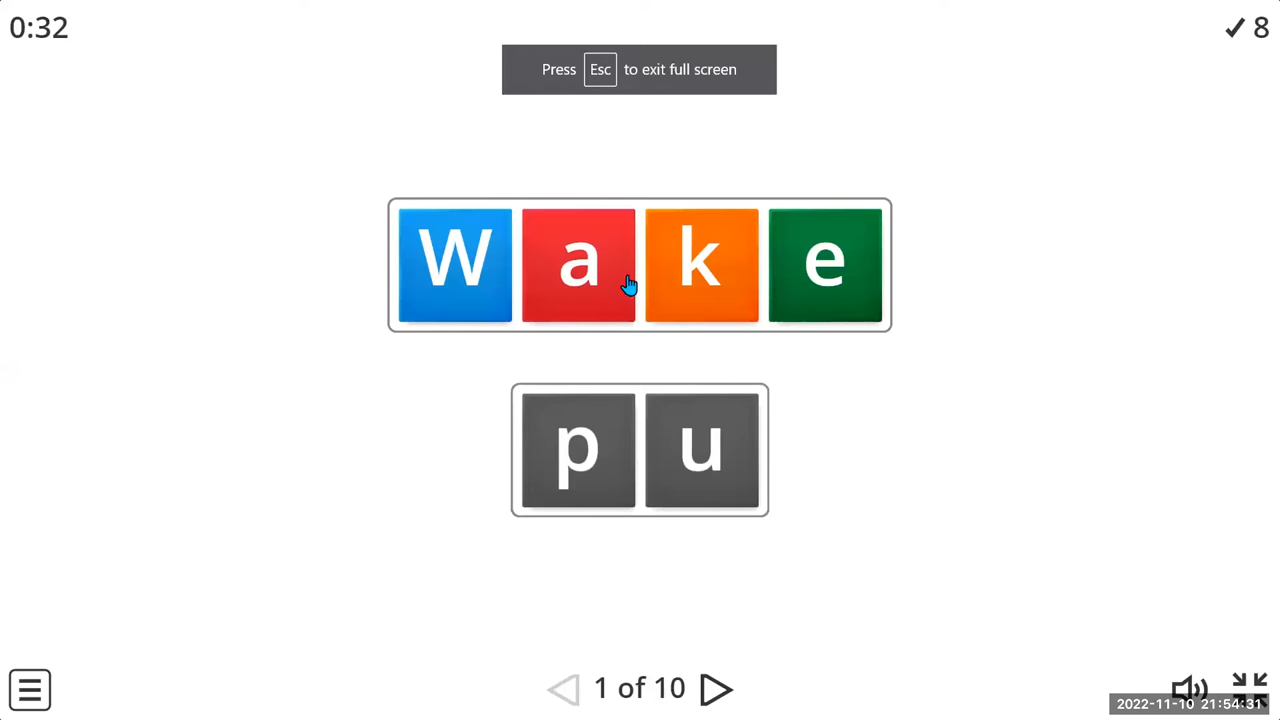 0:32
✓ 8
Press Esc to exit full screen
W a k e
p u
1 of 10
2022-11-10 21:54:31